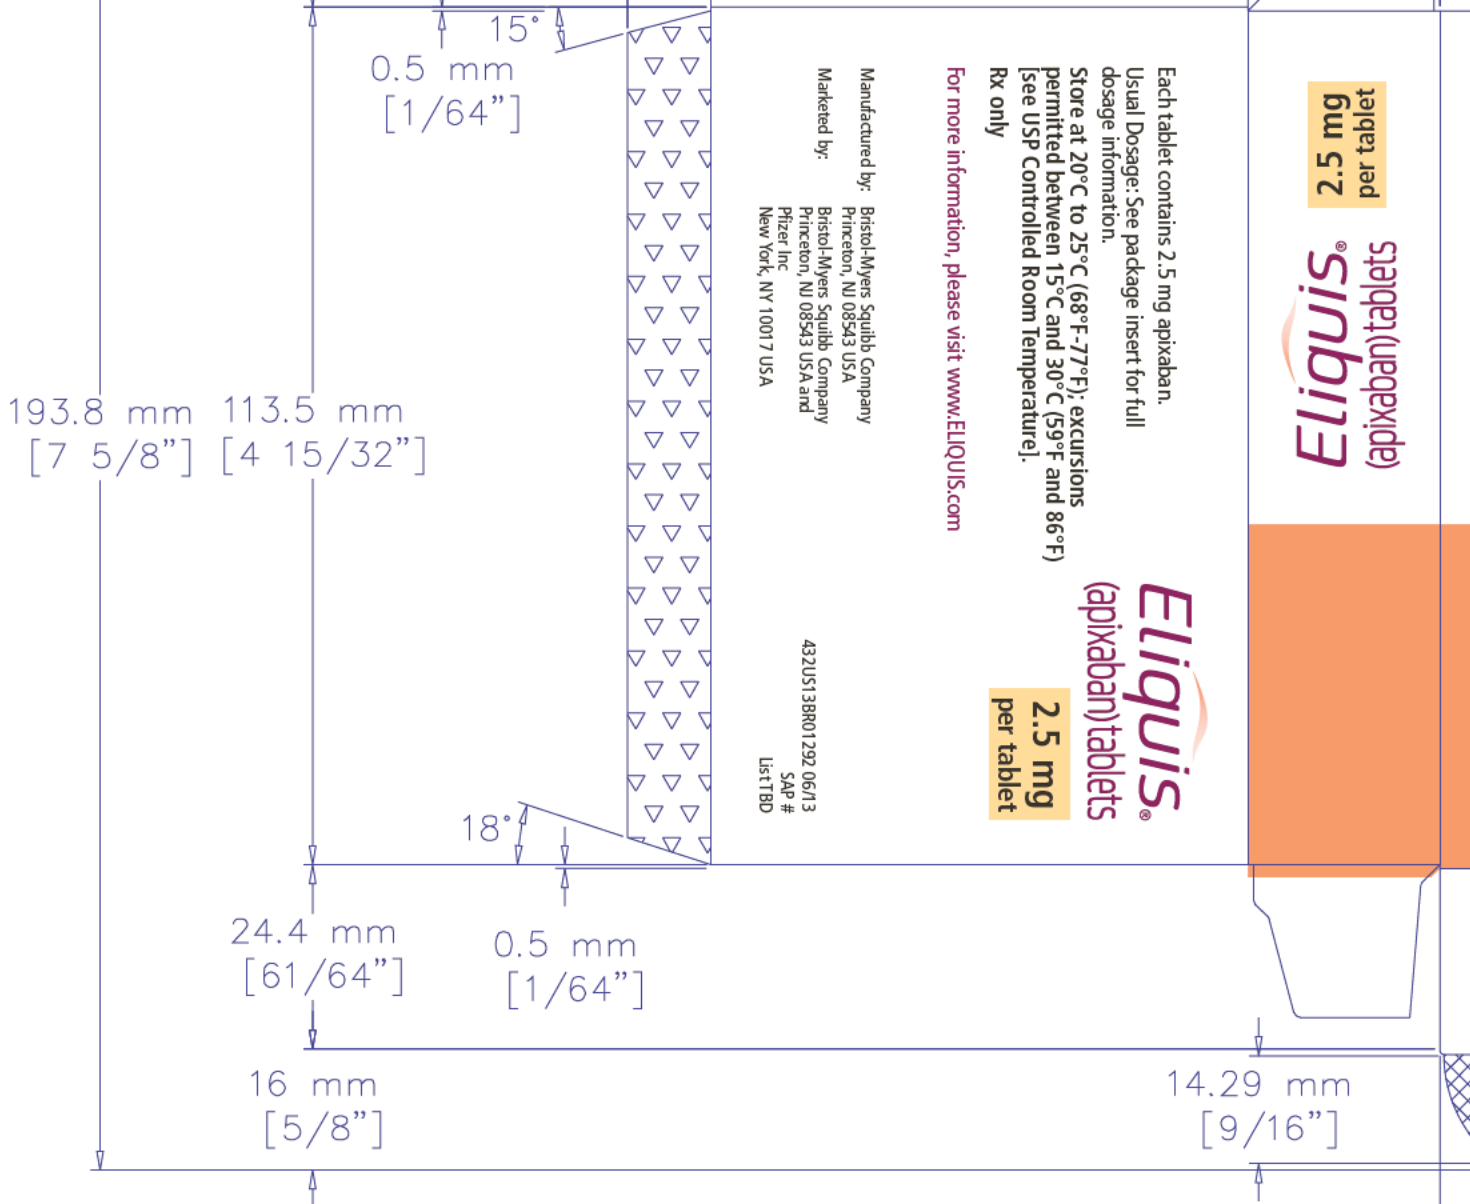 15°
0.5 mm
[1/64”]
193.8 mm
[7 5/8”]
113.5 mm
[4 15/32”]
18°
24.4 mm
[61/64”]
0.5 mm
[1/64”]
16 mm
[5/8”]
14.29 mm
[9/16”]
Each tablet contains 2.5 mg apixaban.
Usual Dosage: See package insert for full
dosage information.
Store at 20°C to 25°C (68°F-77°F); excursions
permitted between 15°C and 30°C (59°F and 86°F)
[see USP Controlled Room Temperature].
Rx only
For more information, please visit www.ELIQUIS.com
Manufactured by: Bristol-Myers Squibb Company
Princeton, NJ 08543 USA
Marketed by: Bristol-Myers Squibb Company
Princeton, NJ 08543 USA and
Pfizer Inc
New York, NY 10017 USA
Eliquis®
(apixaban) tablets
2.5 mg
per tablet
432US13BR01292 06/13
SAP #
List TBD
Eliquis®
(apixaban) tablets
2.5 mg
per tablet